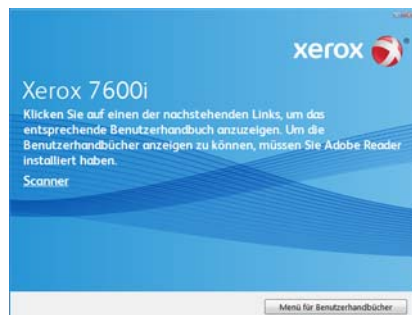 xerox
Xerox 7600i
Klicken Sie auf einen der nachstehenden Links, um das
entsprechende Benutzerhandbuch anzuzeigen. Um die
Benutzerhandbücher anzeigen zu können, müssen Sie Adobe Reader
installiert haben.
Scanner
Menü für Benutzerhandbücher